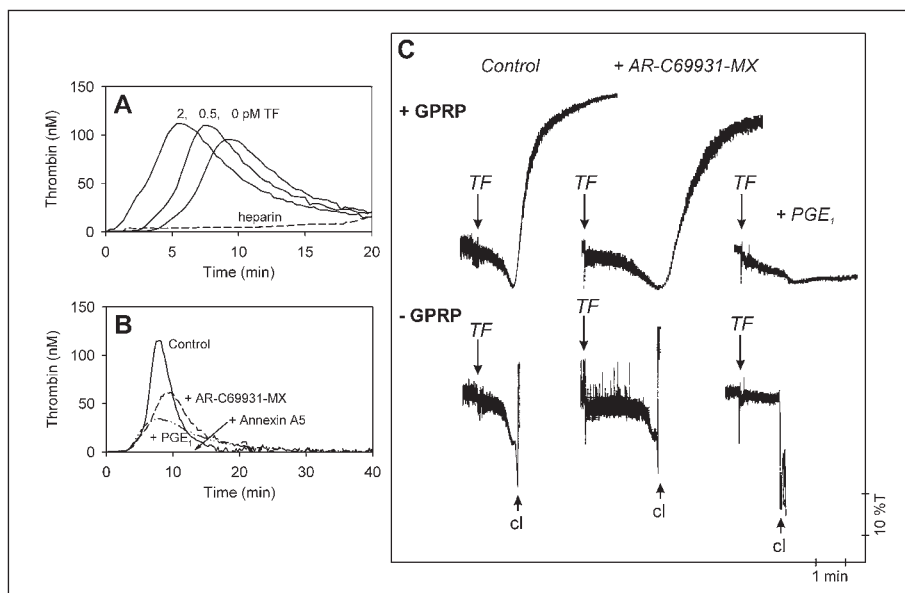 A
2, 0.5, 0 pM TF
heparin
Thrombin (nM)
150
100
50
0
0 5 10 15 20
Time (min)
B
Control
+ AR-C69931-MX
+ Annexin A5
+ PGE1
Thrombin (nM)
150
100
50
0
0 10 20 30 40
Time (min)
C
Control + AR-C69931-MX
+ GPRP
TF TF TF
+ PGE1
- GPRP
TF TF TF
cl cl cl
10 %T
1 min